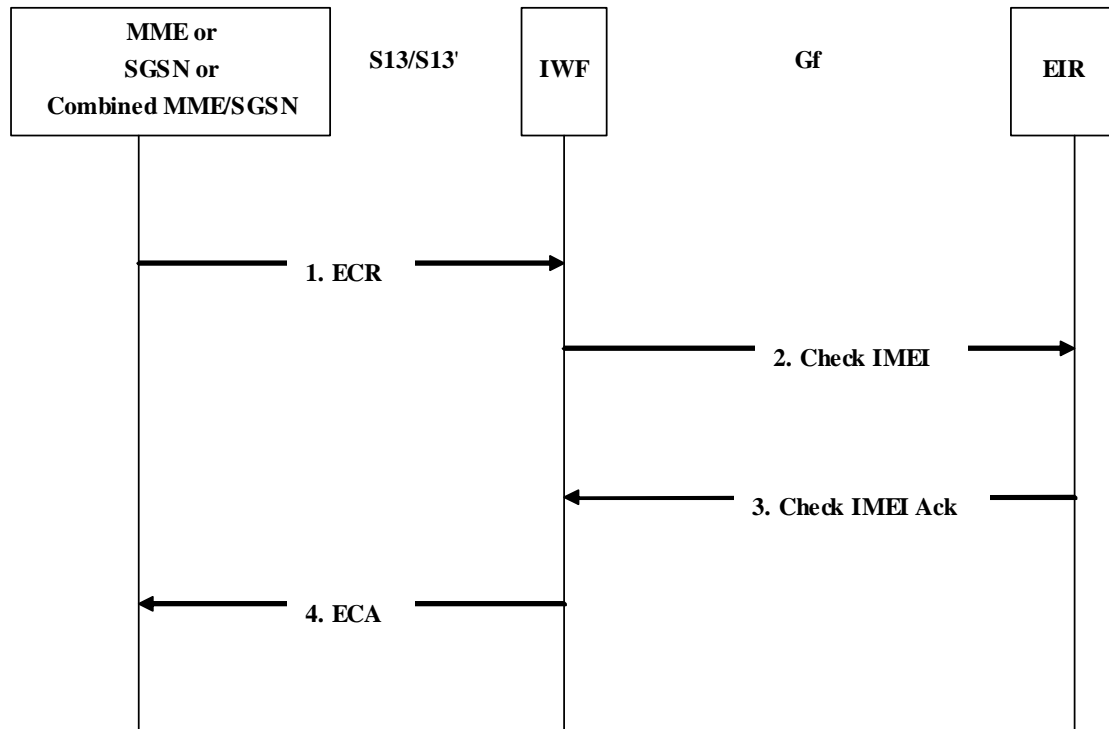 MME or
SGSN or
Combined MME/SGSN
S13/S13'
IWF
Gf
EIR
1. ECR
2. Check IMEI
3. Check IMEI Ack
4. ECA